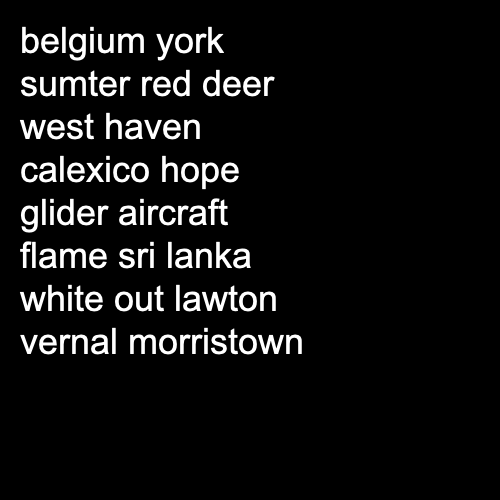 belgium york
sumter red deer
west haven
calexico hope
glider aircraft
flame sri lanka
white out lawton
vernal morristown